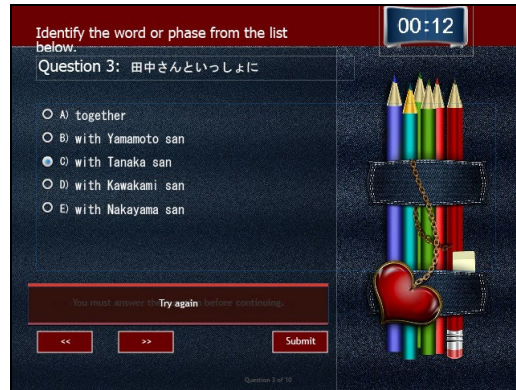 Identify the word or phase from the list
below.
00:12
Question 3: 田中さんといっしょに
A) together
B) with Yamamoto san
C) with Tanaka san
D) with Kawakami san
E) with Nakayama san
You must answer the before continuing.
Try again
<< >> Submit
Question 3 of 10